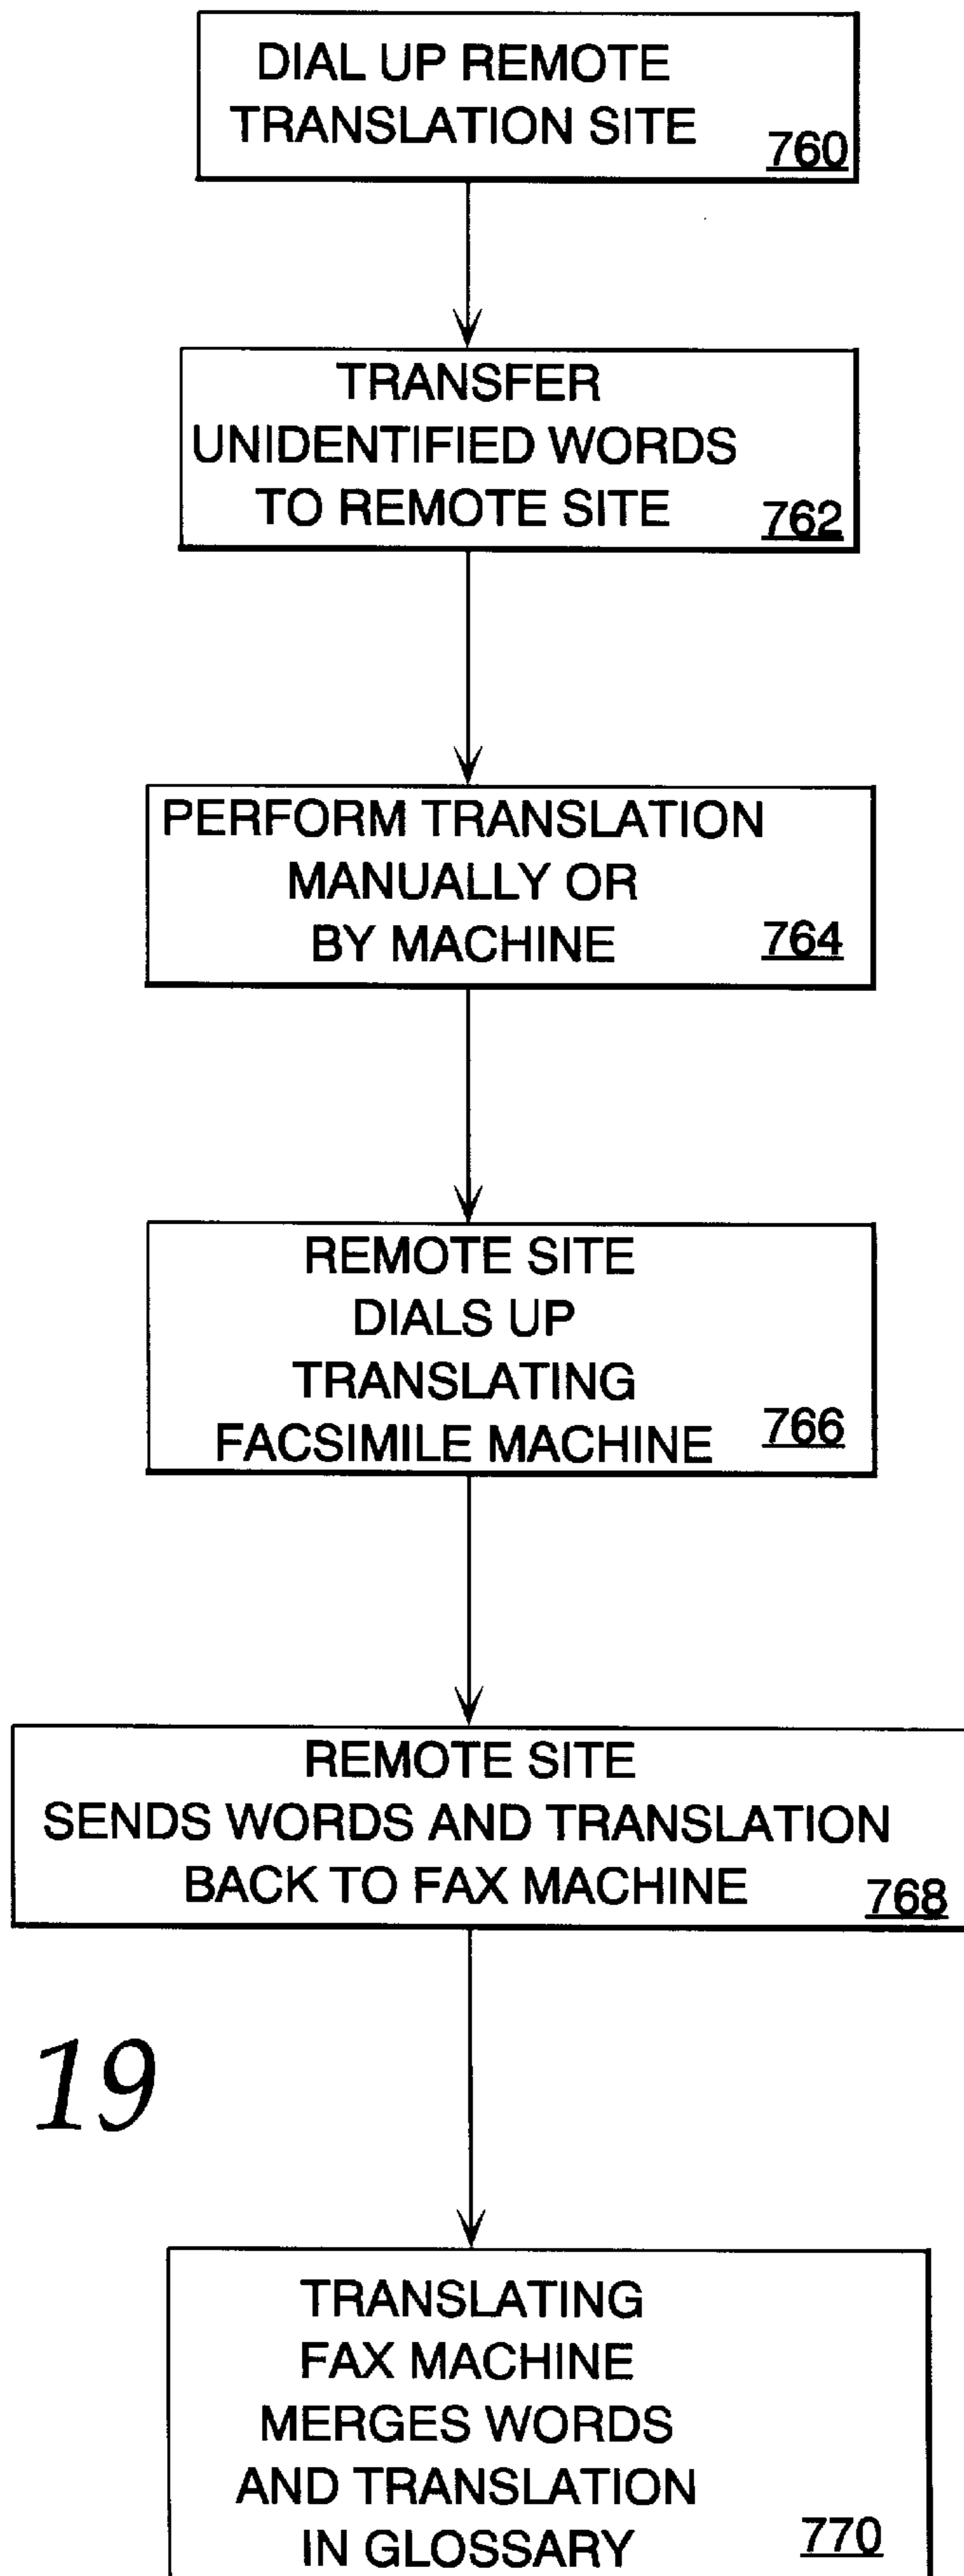 DIAL UP REMOTE
TRANSLATION SITE 760
TRANSFER
UNIDENTIFIED WORDS
TO REMOTE SITE 762
PERFORM TRANSLATION
MANUALLY OR
BY MACHINE 764
REMOTE SITE
DIALS UP
TRANSLATING
FACSIMILE MACHINE 766
REMOTE SITE
SENDS WORDS AND TRANSLATION
BACK TO FAX MACHINE 768
19
TRANSLATING
FAX MACHINE
MERGES WORDS
AND TRANSLATION
IN GLOSSARY 770